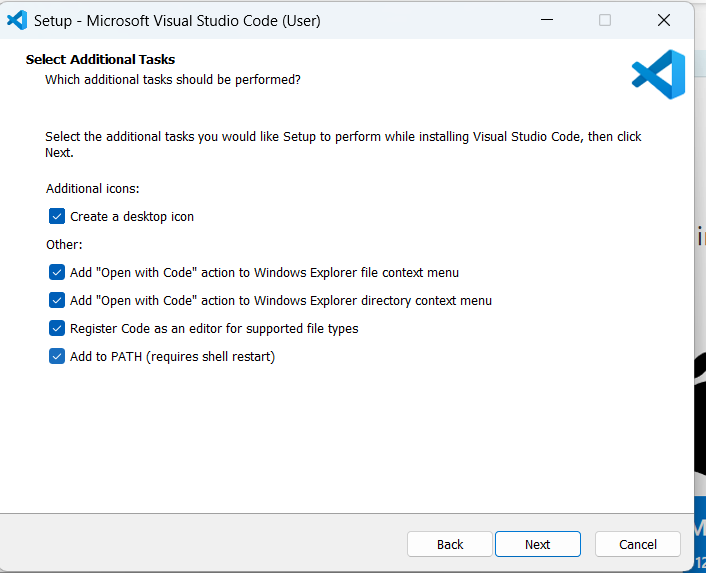 Setup - Microsoft Visual Studio Code (User)
Select Additional Tasks
Which additional tasks should be performed?
Select the additional tasks you would like Setup to perform while installing Visual Studio Code, then click
Next.
Additional icons:
Create a desktop icon
Other:
Add "Open with Code" action to Windows Explorer file context menu
Add "Open with Code" action to Windows Explorer directory context menu
Register Code as an editor for supported file types
Add to PATH (requires shell restart)
Back
Next
Cancel